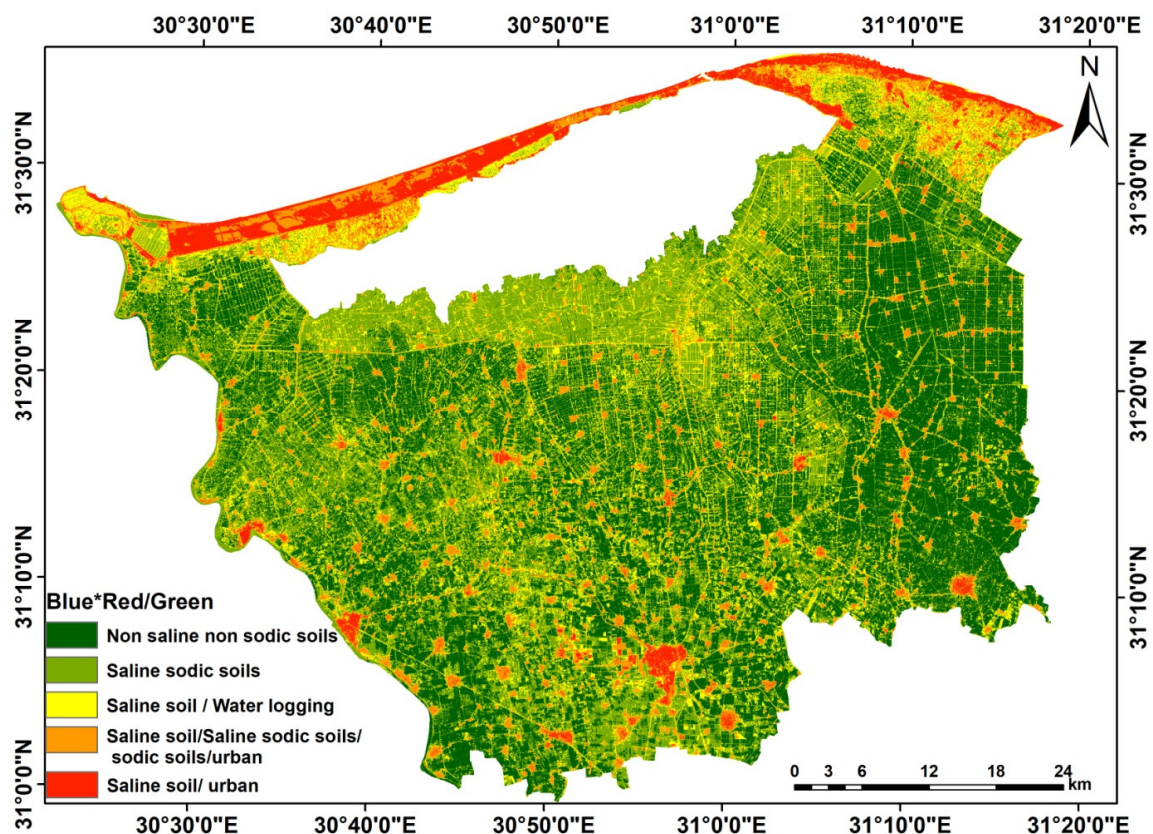 30°30'0"E 30°40'0"E 30°50'0"E 31°0'0"E 31°10'0"E 31°20'0"E
N
31°30'0"N
31°30'0"N
31°20'0"N
31°20'0"N
31°10'0"N
31°10'0"N
31°0'0"N
31°0'0"N
Blue*Red/Green
Non saline non sodic soils
Saline sodic soils
Saline soil / Water logging
Saline soil/Saline sodic soils/
sodic soils/urban
Saline soil/ urban
0 3 6 12 18 24
km
30°30'0"E 30°40'0"E 30°50'0"E 31°0'0"E 31°10'0"E 31°20'0"E